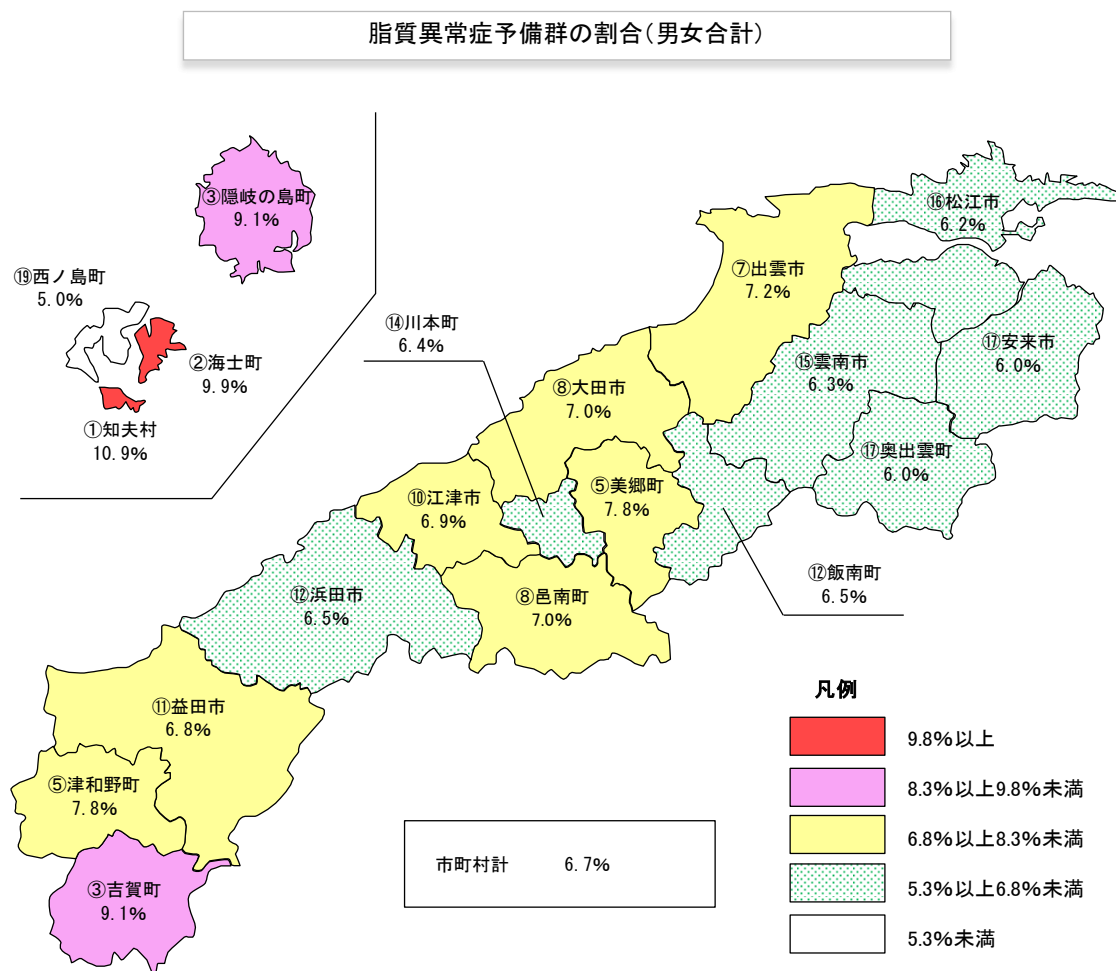 脂質異常症予備群の割合(男女合計)
③隠岐の島町
9.1%
⑲西ノ島町
5.0%
②海士町
9.9%
①知夫村
10.9%
⑯松江市
6.2%
⑦出雲市
7.2%
⑭川本町
6.4%
⑰安来市
6.0%
⑮雲南市
6.3%
⑧大田市
7.0%
⑰奥出雲町
6.0%
⑤美郷町
7.8%
⑩江津市
6.9%
⑫飯南町
6.5%
⑫浜田市
6.5%
⑧邑南町
7.0%
⑪益田市
6.8%
⑤津和野町
7.8%
③吉賀町
9.1%
市町村計 6.7%
凡例
9.8%以上
8.3%以上9.8%未満
6.8%以上8.3%未満
5.3%以上6.8%未満
5.3%未満